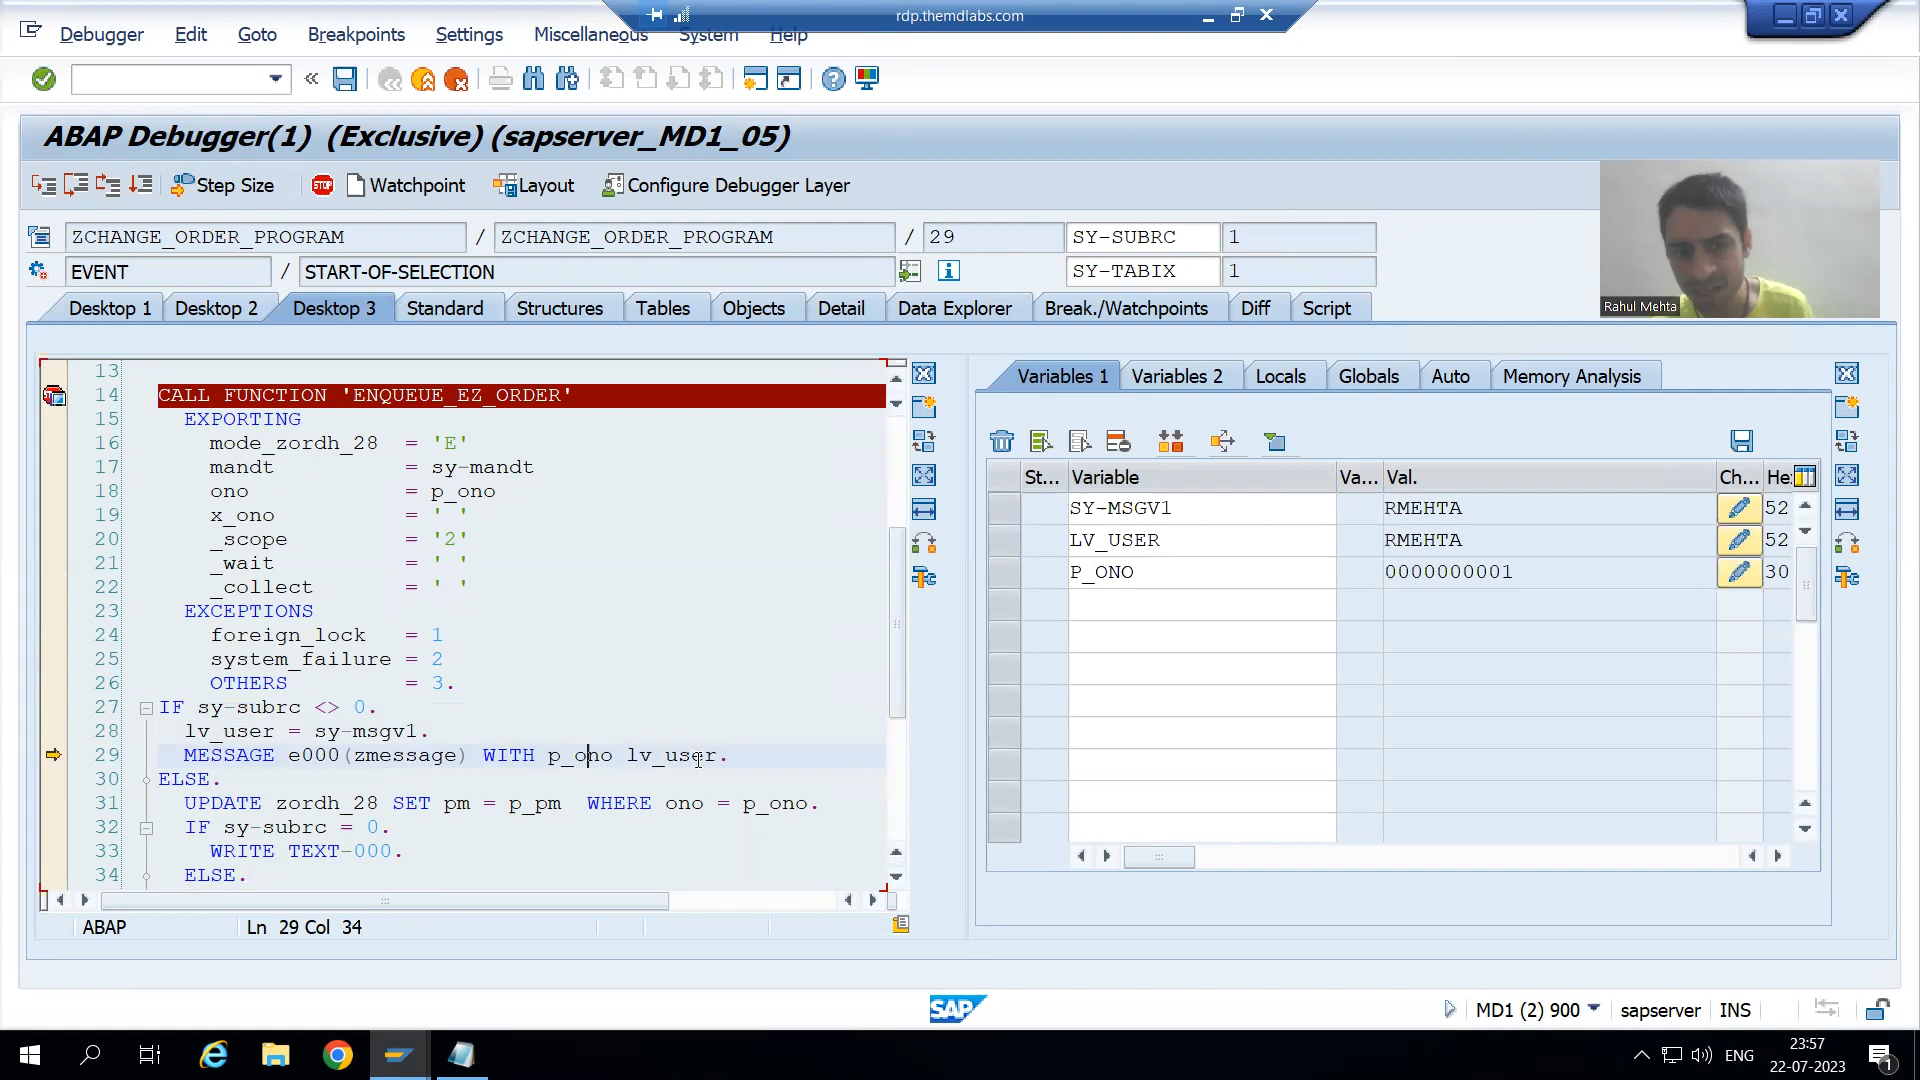 rdp.themdlabs.com
Debugger Edit Goto Breakpoints Settings Miscellaneous System Help
ABAP Debugger(1) (Exclusive) (sapserver_MD1_05)
Step Size STOP Watchpoint Layout Configure Debugger Layer
ZCHANGE_ORDER_PROGRAM / ZCHANGE_ORDER_PROGRAM / 29 SY-SUBRC 1
EVENT / START-OF-SELECTION SY-TABIX 1
Rahul Mehta
Desktop 1 Desktop 2 Desktop 3 Standard Structures Tables Objects Detail Data Explorer Break./Watchpoints Diff Script
13
14 CALL FUNCTION 'ENQUEUE_EZ_ORDER'
15 EXPORTING
16 mode_zordh_28 = 'E'
17 mandt = sy-mandt
18 ono = p_ono
19 x_ono = ' '
20 _scope = '2'
21 _wait = ' '
22 _collect = ' '
23 EXCEPTIONS
24 foreign_lock = 1
25 system_failure = 2
26 OTHERS = 3.
27 IF sy-subrc <> 0.
28 lv_user = sy-msgv1.
29 MESSAGE e000(zmessage) WITH p_ono lv_user.
30 ELSE.
31 UPDATE zordh_28 SET pm = p_pm WHERE ono = p_ono.
32 IF sy-subrc = 0.
33 WRITE TEXT-000.
34 ELSE.
ABAP Ln 29 Col 34
Variables 1 Variables 2 Locals Globals Auto Memory Analysis
St... Variable Va... Val. Ch... He
SY-MSGV1 RMEHTA 52
LV_USER RMEHTA 52
P_ONO 0000000001 30
SAP
MD1 (2) 900 sapserver INS
ENG
23:57
22-07-2023
1